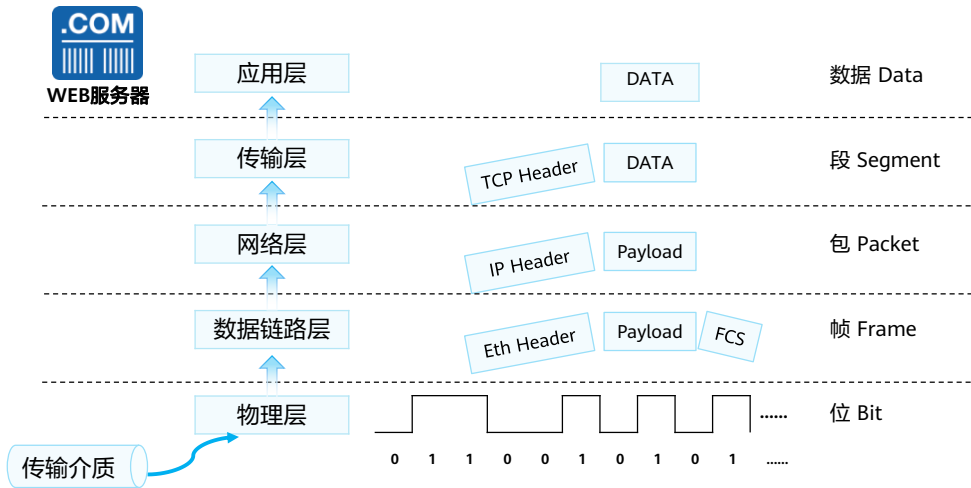 .COM
WEB服务器
应用层
DATA
数据 Data
传输层
TCP Header
DATA
段 Segment
网络层
IP Header
Payload
包 Packet
数据链路层
Eth Header
Payload
FCS
帧 Frame
物理层
......
位 Bit
0 1 1 0 0 1 0 1 0 1 ......
传输介质